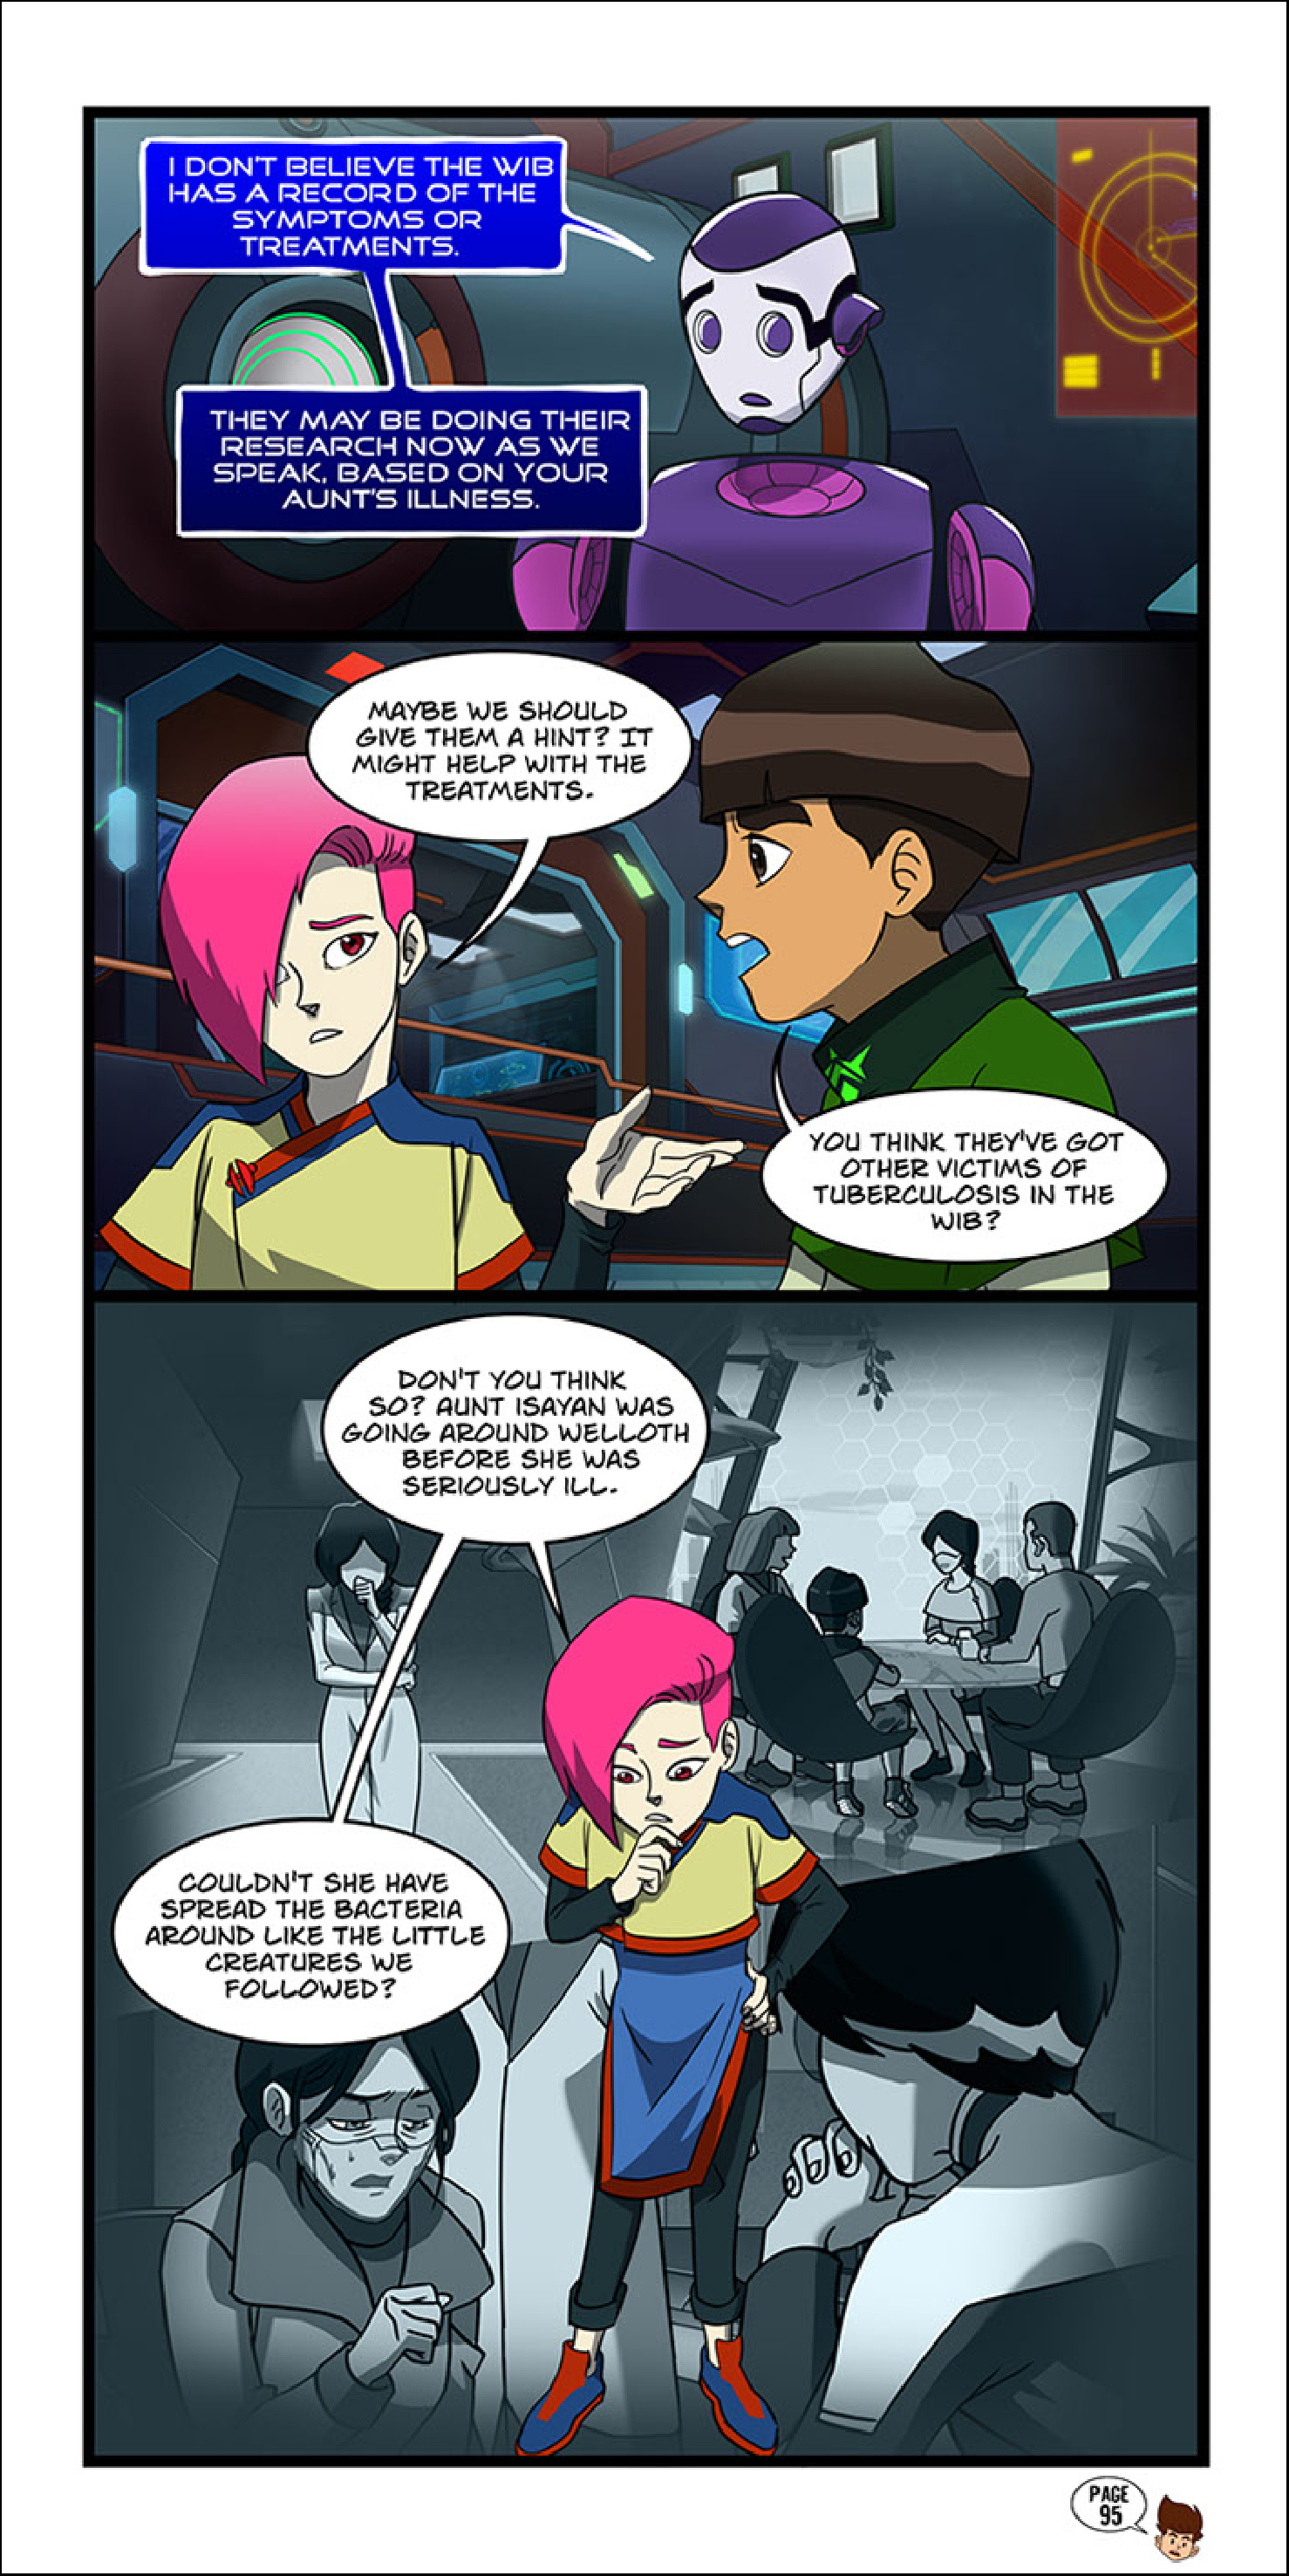 I DON'T BELIEVE THE WIB
HAS A RECORD OF THE
SYMPTOMS OR
TREATMENTS.
THEY MAY BE DOING THEIR
RESEARCH NOW AS WE
SPEAK, BASED ON YOUR
AUNT'S ILLNESS.
MAYBE WE SHOULD
GIVE THEM A HINT? IT
MIGHT HELP WITH THE
TREATMENTS.
YOU THINK THEY'VE GOT
OTHER VICTIMS OF
TUBERCULOSIS IN THE
WIB?
DON'T YOU THINK
SO? AUNT ISAYAN WAS
GOING AROUND WELLOTH
BEFORE SHE WAS
SERIOUSLY ILL.
COULDN'T SHE HAVE
SPREAD THE BACTERIA
AROUND LIKE THE LITTLE
CREATURES WE
FOLLOWED?
PAGE
95